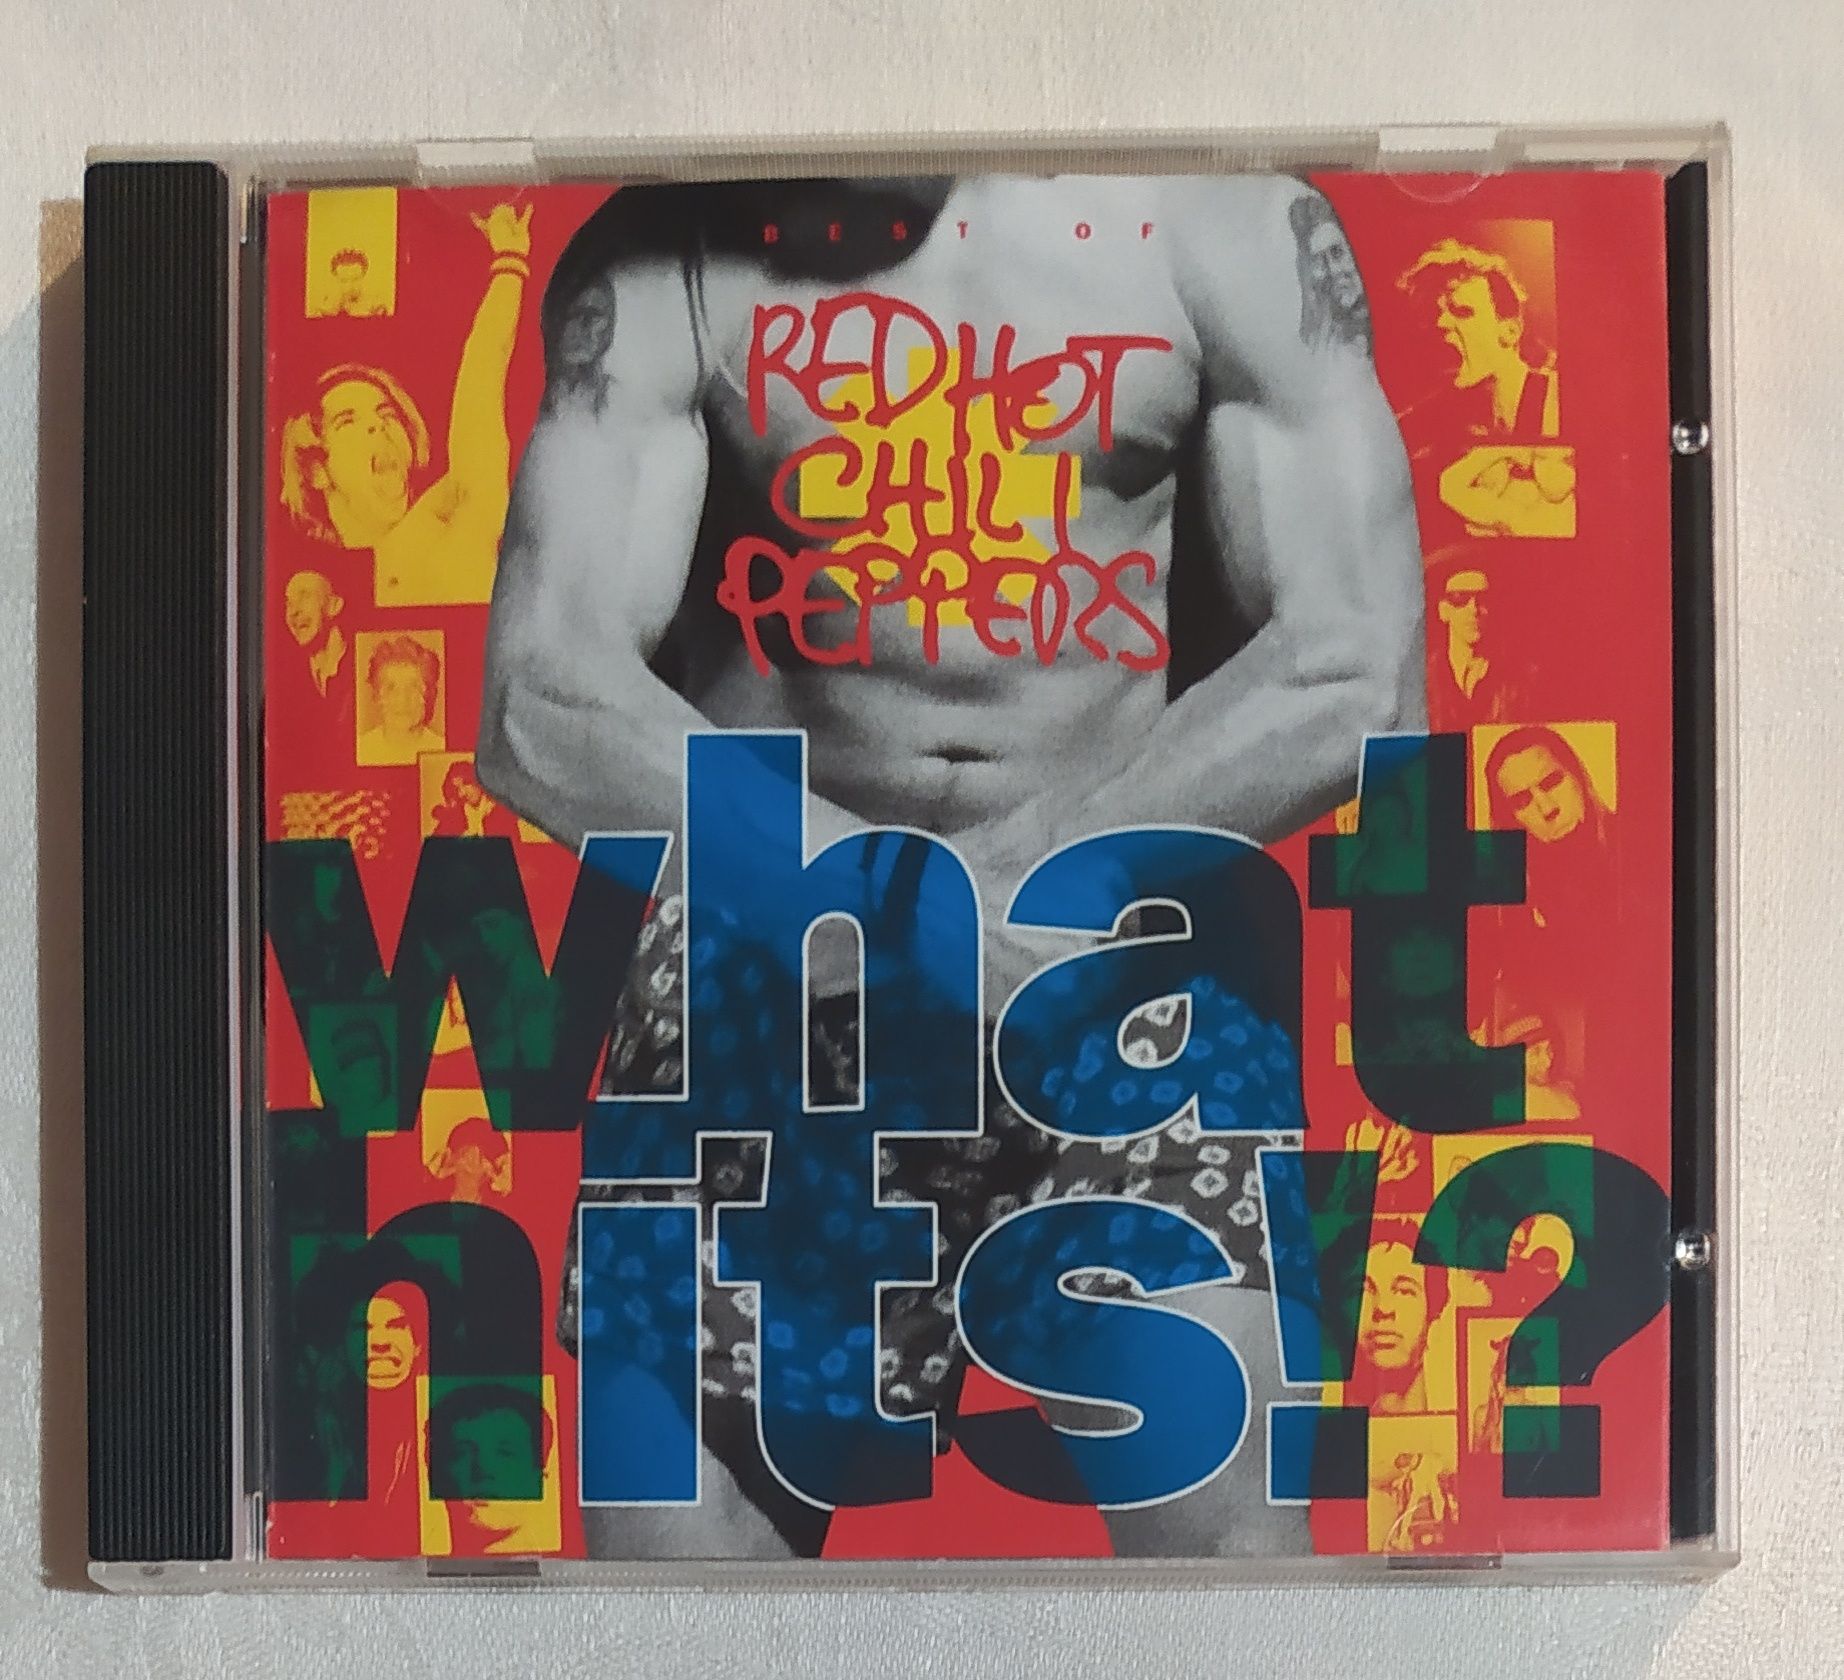 BEST OF
RED HOT
CHILI
PEPPERS
what
hits!?